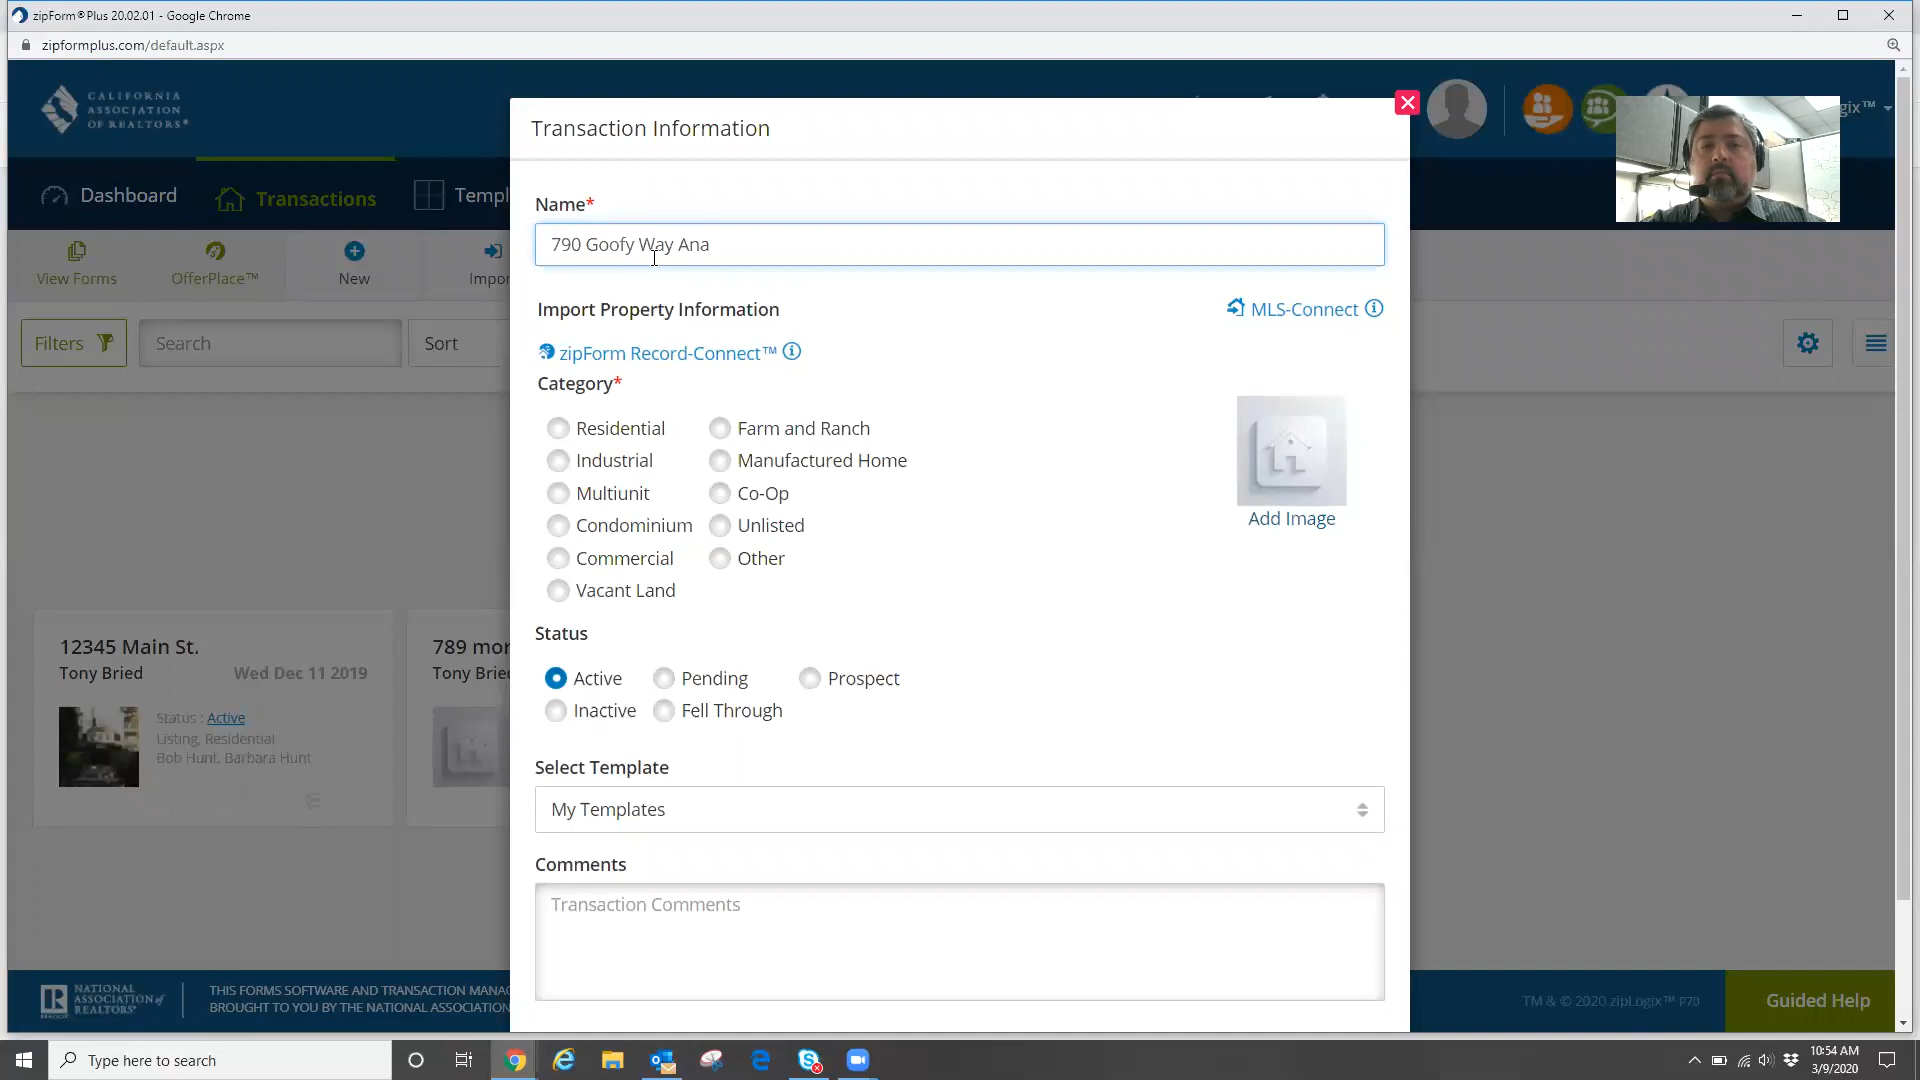 zipForm®Plus 20.02.01 - Google Chrome
zipformplus.com/default.aspx
CALIFORNIA
ASSOCIATION
OF REALTORS®
gix™
Dashboard
Transactions
Templ
View Forms
OfferPlace™
New
Impor
Filters
Search
Sort
Transaction Information
Name*
790 Goofy Way Ana
Import Property Information
MLS-Connect
zipForm Record-Connect™
Category*
Residential
Farm and Ranch
Industrial
Manufactured Home
Multiunit
Co-Op
Condominium
Unlisted
Commercial
Other
Vacant Land
Add Image
Status
Active
Pending
Prospect
Inactive
Fell Through
Select Template
My Templates
Comments
Transaction Comments
12345 Main St.
Tony Bried
Wed Dec 11 2019
Status : Active
Listing, Residential
Bob Hunt, Barbara Hunt
789 mor
Tony Bried
NATIONAL
ASSOCIATION of
REALTORS®
THIS FORMS SOFTWARE AND TRANSACTION MANA
BROUGHT TO YOU BY THE NATIONAL ASSOCIATION
TM & © 2020 zipLogix™ P70
Guided Help
Type here to search
10:54 AM
3/9/2020